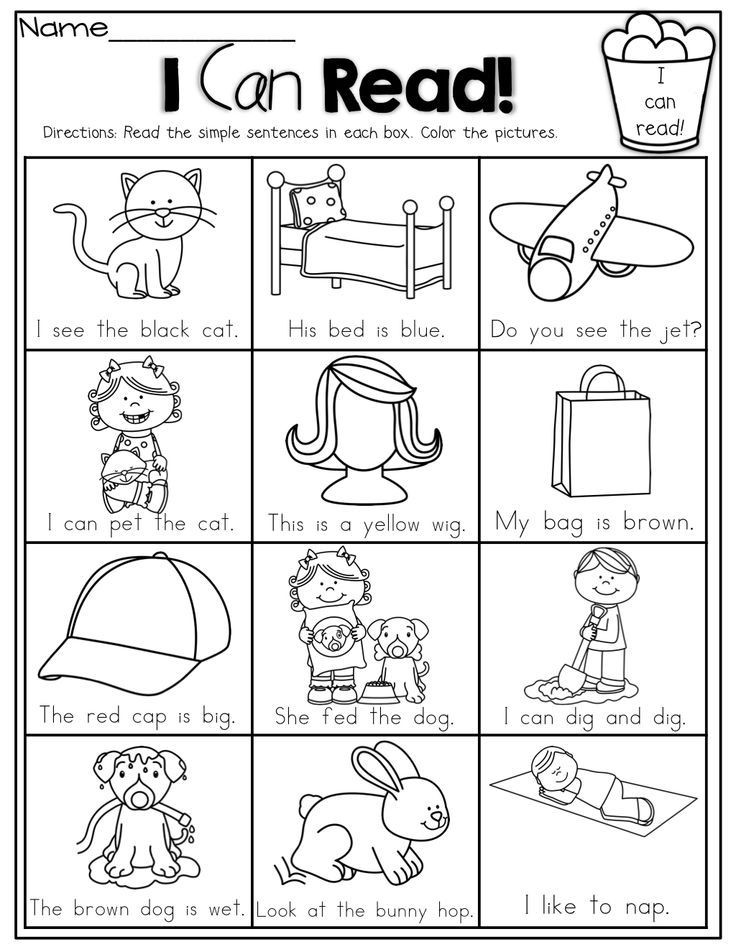 Name
I Can Read!
I
can
read!
Directions: Read the simple sentences in each box. Color the pictures.
I see the black cat.
His bed is blue.
Do you see the jet?
I can pet the cat.
This is a yellow wig.
My bag is brown.
The red cap is big.
She fed the dog.
I can dig and dig.
The brown dog is wet.
Look at the bunny hop.
I like to nap.